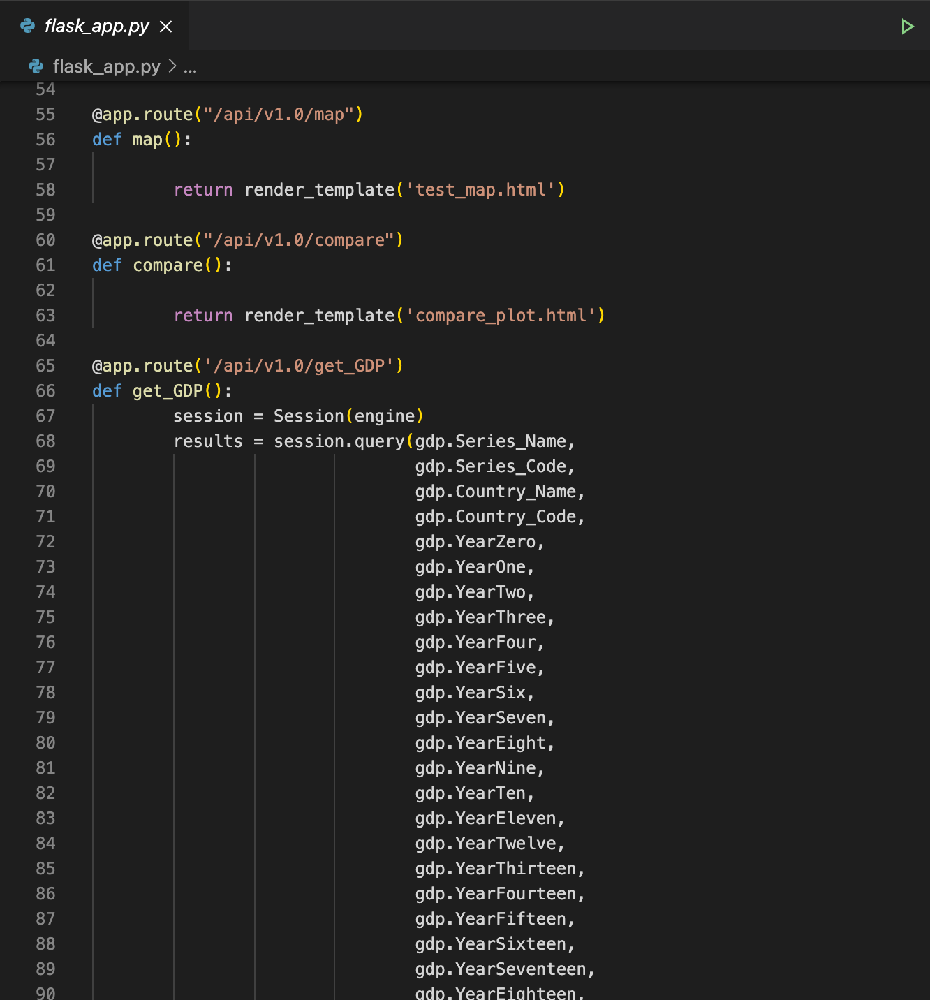 flask_app.py
flask_app.py > ...
54
55 @app.route("/api/v1.0/map")
56 def map():
57
58 return render_template('test_map.html')
59
60 @app.route("/api/v1.0/compare")
61 def compare():
62
63 return render_template('compare_plot.html')
64
65 @app.route('/api/v1.0/get_GDP')
66 def get_GDP():
67 session = Session(engine)
68 results = session.query(gdp.Series_Name,
69 gdp.Series_Code,
70 gdp.Country_Name,
71 gdp.Country_Code,
72 gdp.YearZero,
73 gdp.YearOne,
74 gdp.YearTwo,
75 gdp.YearThree,
76 gdp.YearFour,
77 gdp.YearFive,
78 gdp.YearSix,
79 gdp.YearSeven,
80 gdp.YearEight,
81 gdp.YearNine,
82 gdp.YearTen,
83 gdp.YearEleven,
84 gdp.YearTwelve,
85 gdp.YearThirteen,
86 gdp.YearFourteen,
87 gdp.YearFifteen,
88 gdp.YearSixteen,
89 gdp.YearSeventeen,
90 gdp.YearEighteen,